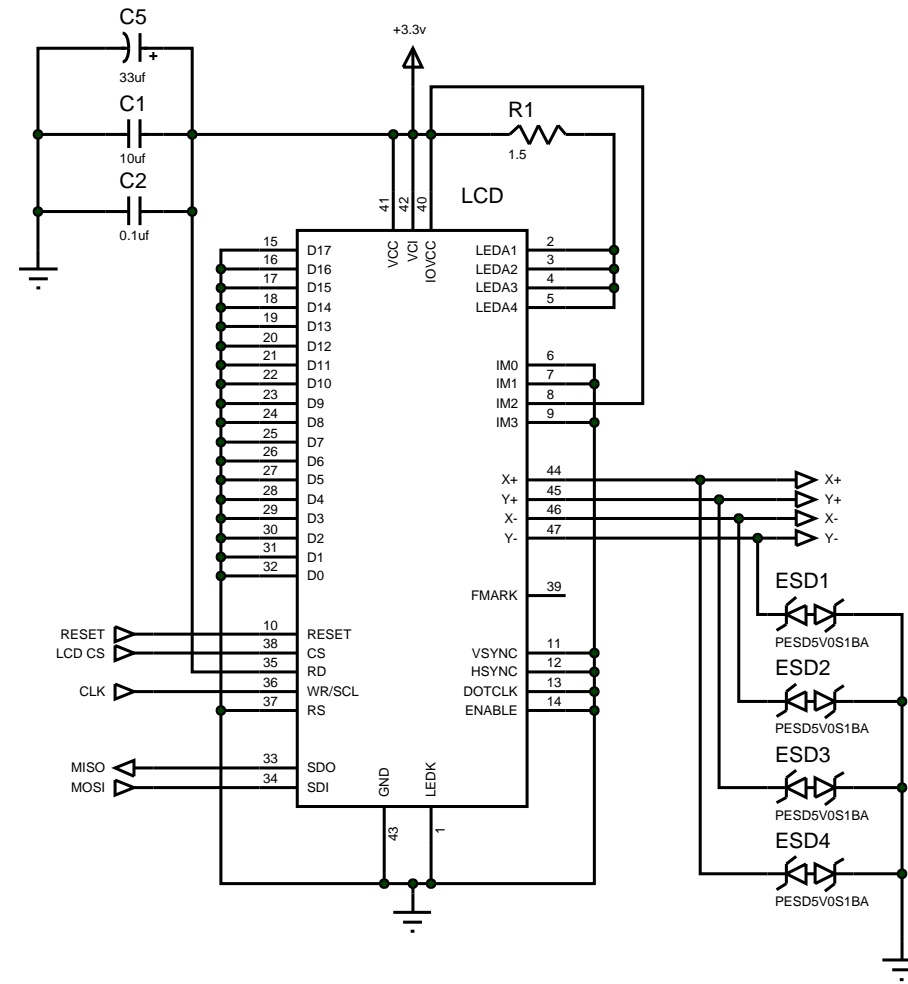 C5
+
33uf
+3.3v
C1
10uf
R1
1.5
C2
0.1uf
LCD
41
42
40
VCC
VCI
IOVCC
15 D17
16 D16
17 D15
18 D14
19 D13
20 D12
21 D11
22 D10
23 D9
24 D8
25 D7
26 D6
27 D5
28 D4
29 D3
30 D2
31 D1
32 D0
LEDA1 2
LEDA2 3
LEDA3 4
LEDA4 5
IM0 6
IM1 7
IM2 8
IM3 9
X+ 44 X+
Y+ 45 Y+
X- 46 X-
Y- 47 Y-
FMARK 39
RESET 10 RESET
LCD CS 38 CS
35 RD
CLK 36 WR/SCL
37 RS
VSYNC 11
HSYNC 12
DOTCLK 13
ENABLE 14
MISO 33 SDO
MOSI 34 SDI
GND
LEDK
43
1
ESD1
PESD5V0S1BA
ESD2
PESD5V0S1BA
ESD3
PESD5V0S1BA
ESD4
PESD5V0S1BA